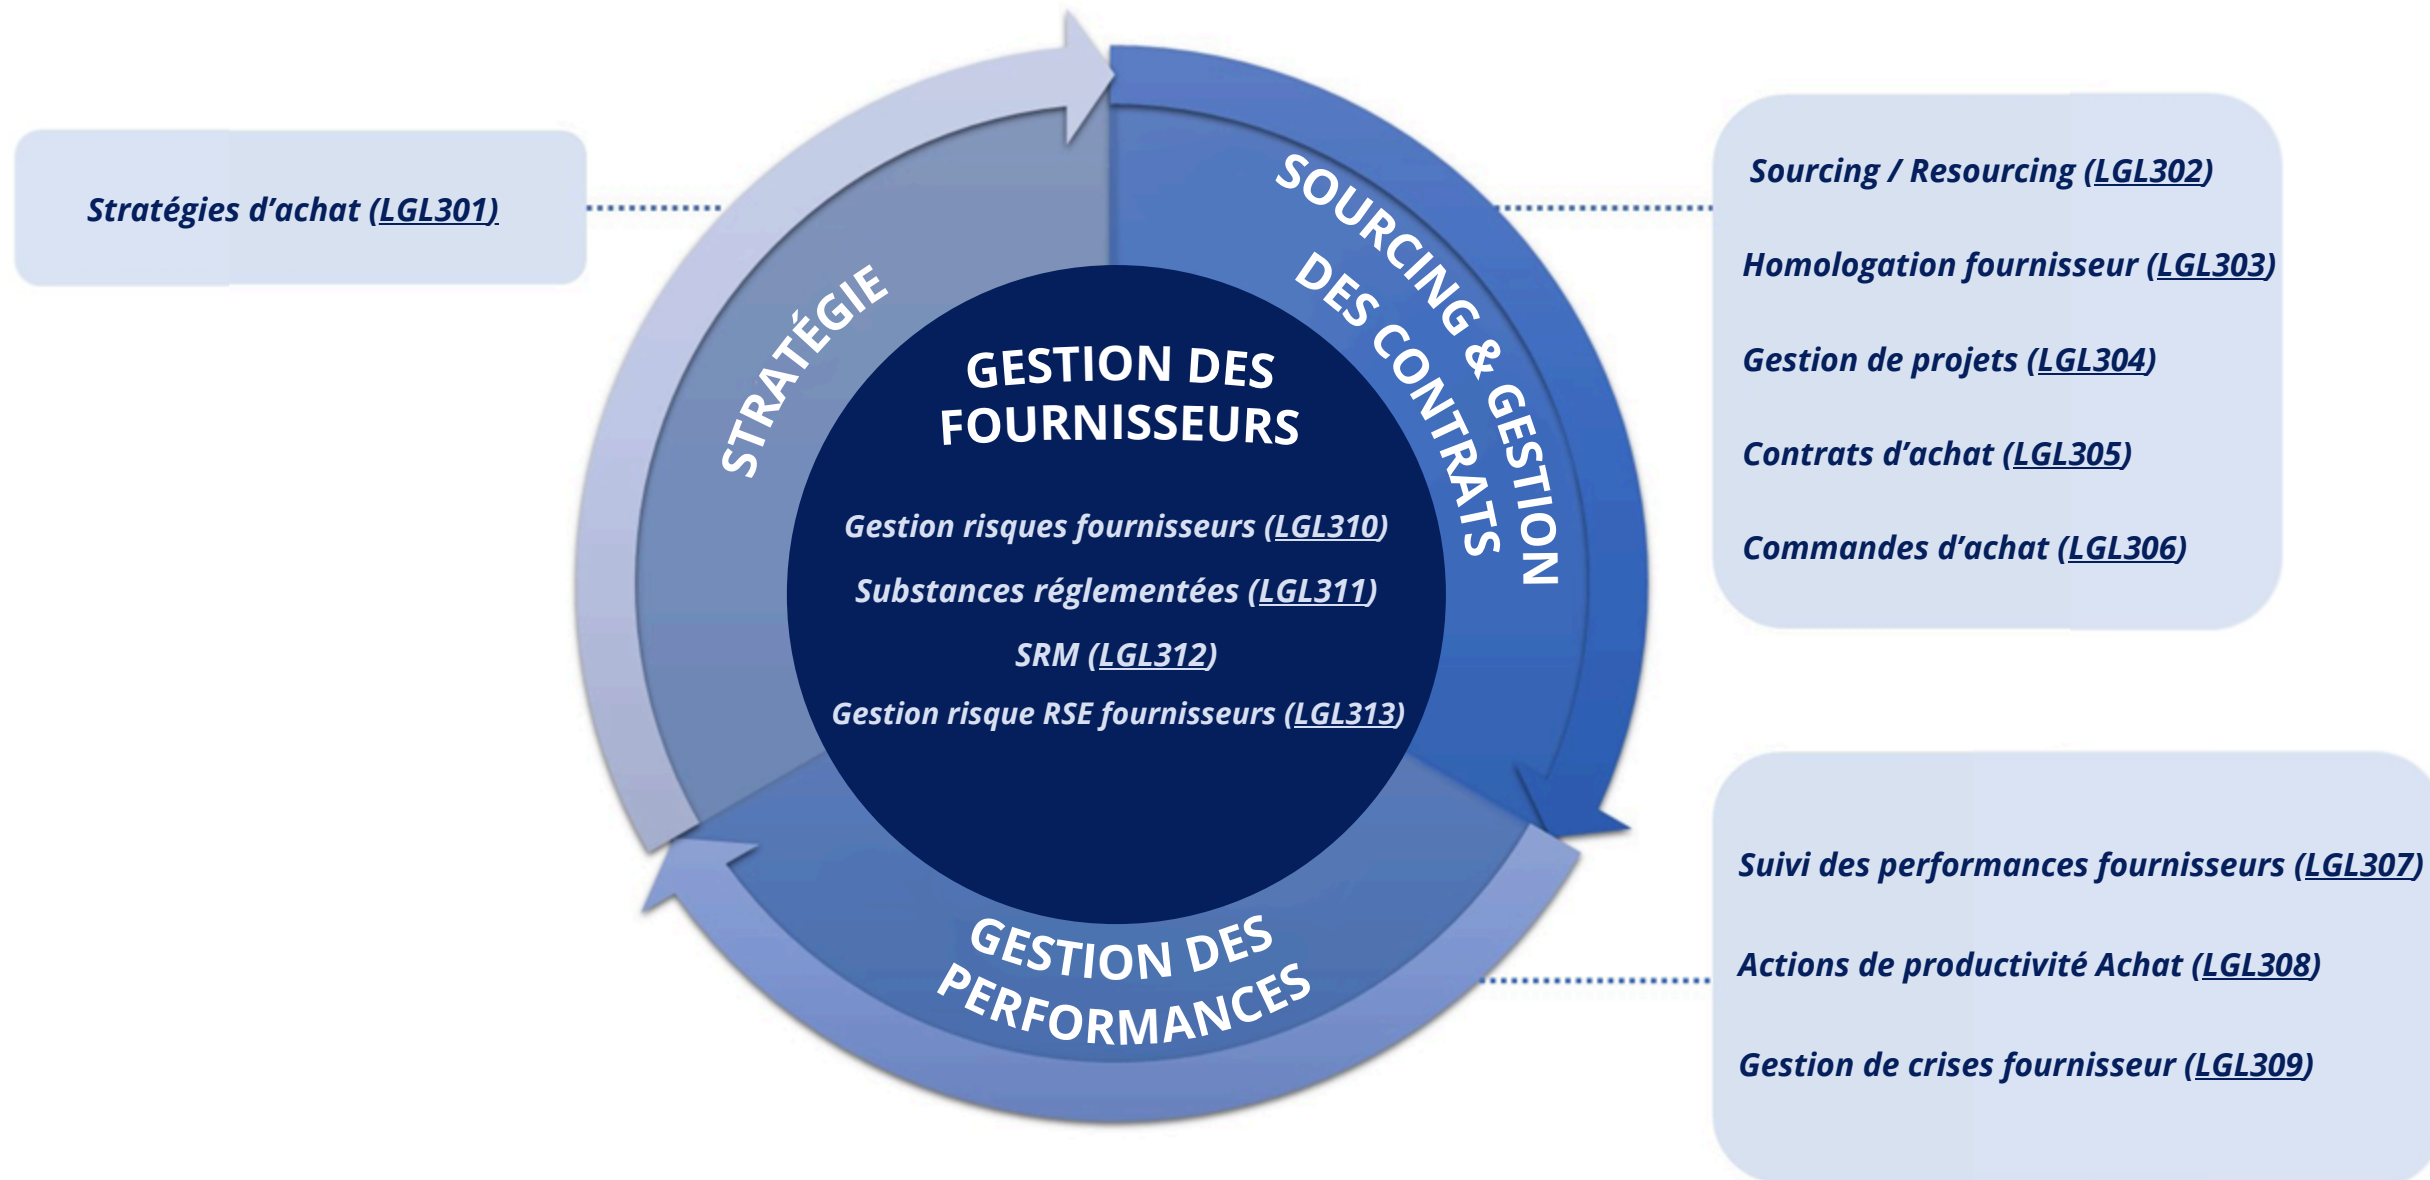 Stratégies d’achat (LGL301)
STRATÉGIE
SOURCING & GESTION
DES CONTRATS
GESTION DES
FOURNISSEURS
Gestion risques fournisseurs (LGL310)
Substances réglementées (LGL311)
SRM (LGL312)
Gestion risque RSE fournisseurs (LGL313)
GESTION DES
PERFORMANCES
Sourcing / Resourcing (LGL302)
Homologation fournisseur (LGL303)
Gestion de projets (LGL304)
Contrats d’achat (LGL305)
Commandes d’achat (LGL306)
Suivi des performances fournisseurs (LGL307)
Actions de productivité Achat (LGL308)
Gestion de crises fournisseur (LGL309)